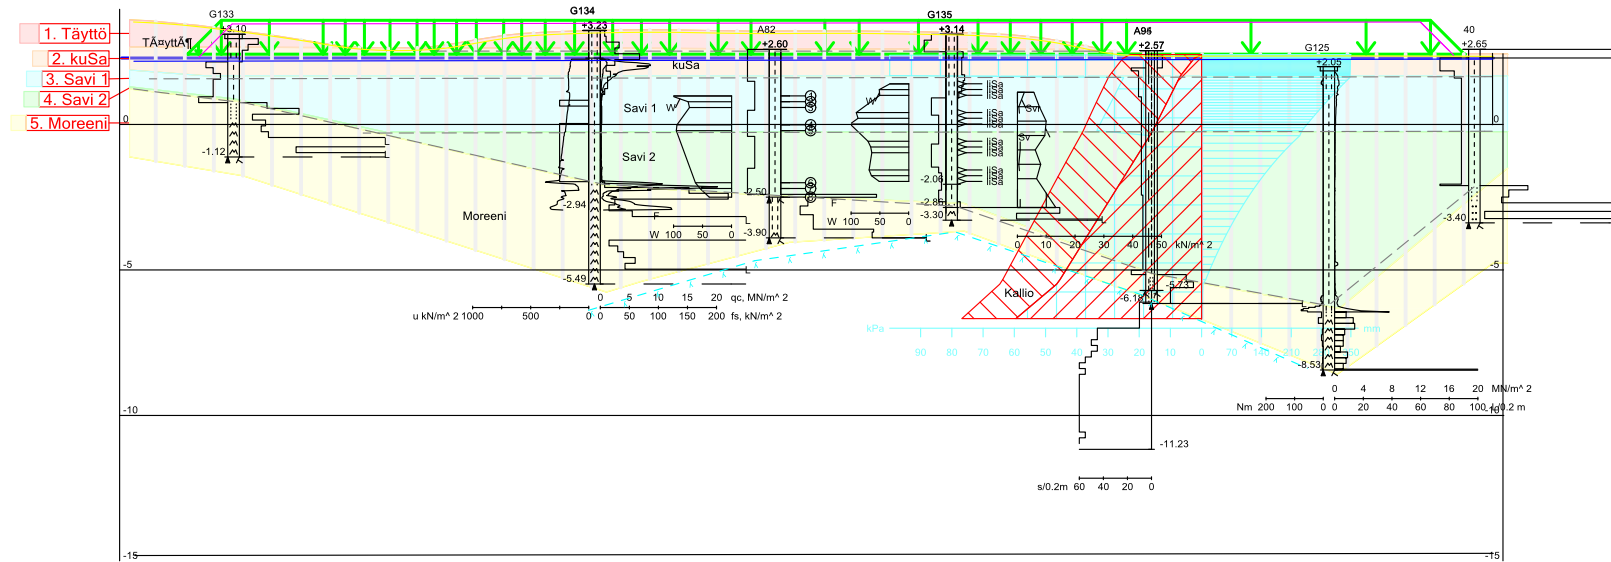 G133
G134
G135
A82
40
+3.10
+3.23
+3.14
+2.60
+2.57
+2.65
G125
+2.05
1. Täyttö
TÃ¤yttÃ¶
2. kuSa
kuSa
3. Savi 1
Savi 1
W
W
4. Savi 2
Savi 2
5. Moreeni
Moreeni
0
0
-1.12
-2.50
-2.06
-2.86
-2.94
-3.30
-3.40
-3.90
F
W 100 50 0
F
W 100 50 0
0 10 20 30 40 50 kN/m^ 2
-5
-5
-5.49
-5.73
-6.18
Kallio
0 5 10 15 20 qc, MN/m^ 2
u kN/m^ 2 1000 500 0 0 50 100 150 200 fs, kN/m^ 2
kPa
mm
90 80 70 60 50 40 30 20 10 0 70 140 210
-8.53
0 4 8 12 16 20 MN/m^ 2
Nm 200 100 0 0 20 40 60 80 100
-10
-11.23
s/0.2m 60 40 20 0
-15
-15